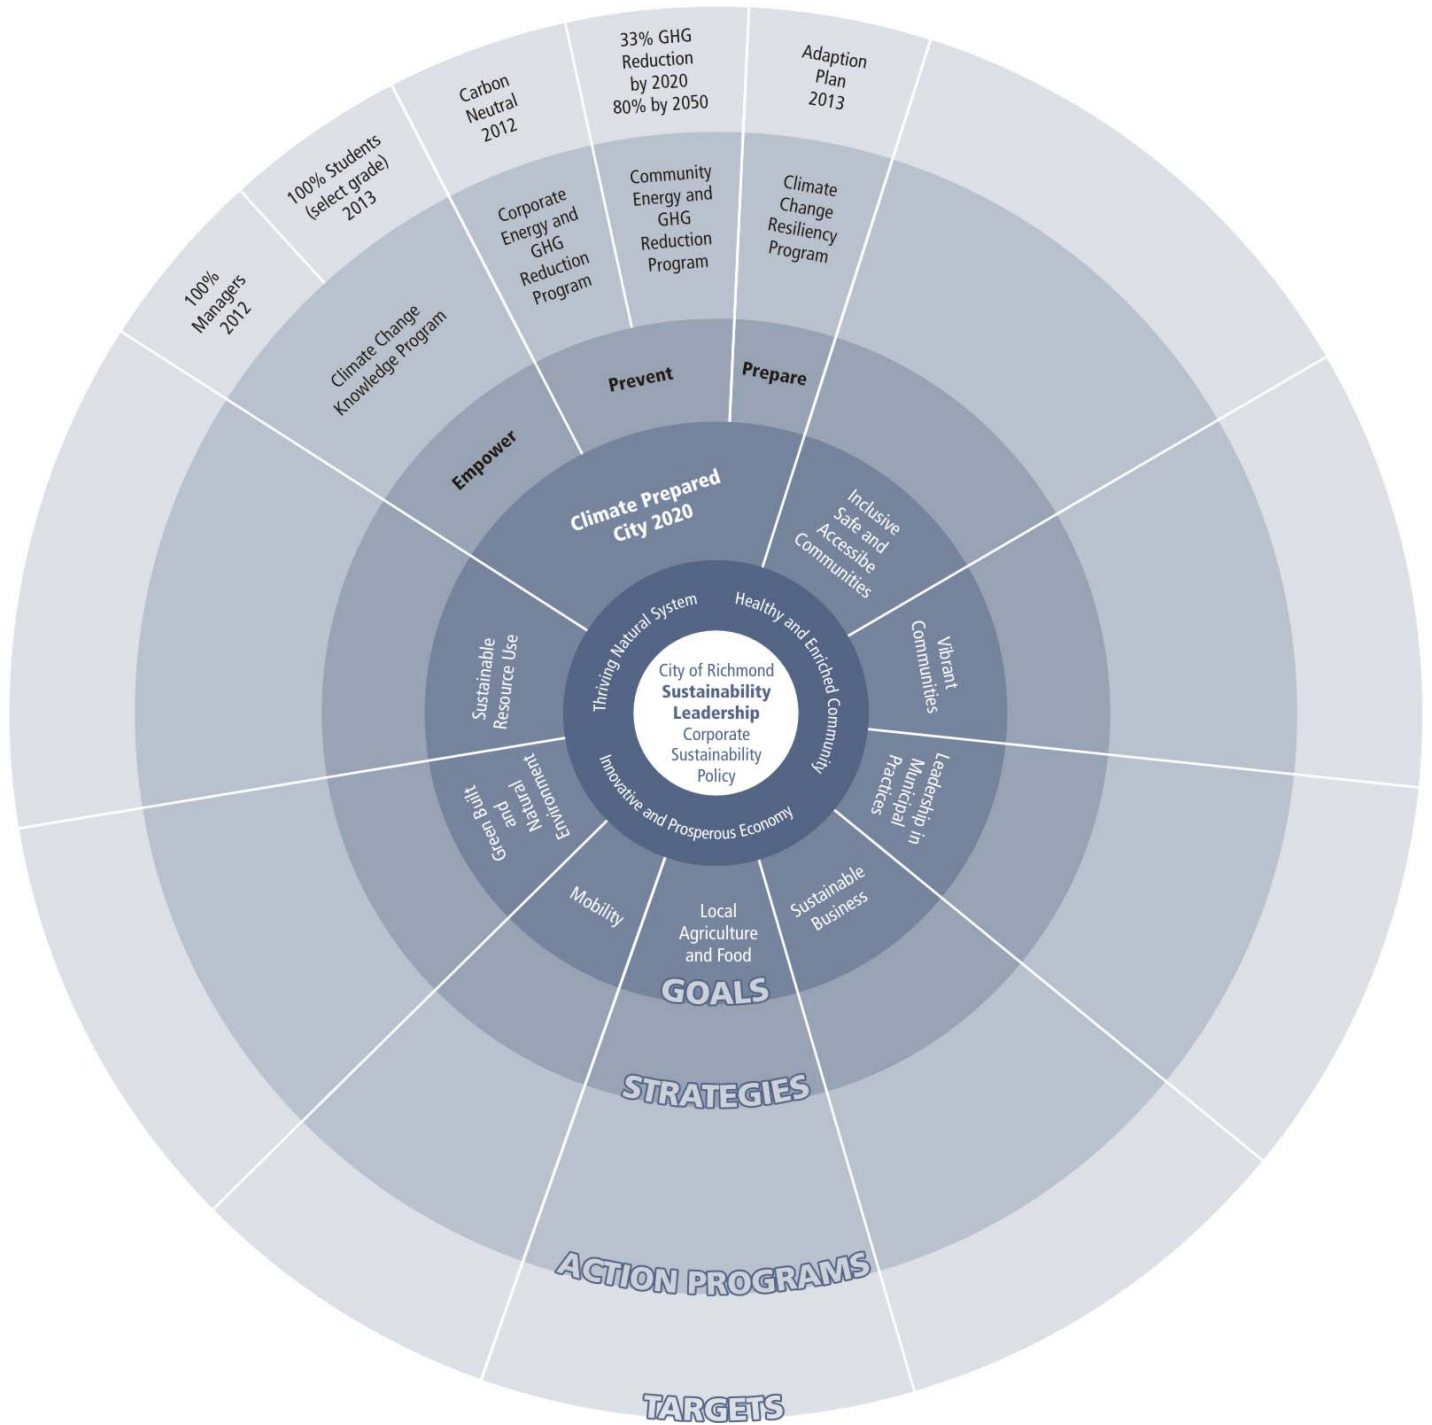 33% GHG
Reduction
by 2020
80% by 2050
Adaption
Plan
2013
Carbon
Neutral
2012
100% Students
(select grade)
2013
100%
Managers
2012
Climate Change
Knowledge Program
Corporate
Energy and
GHG
Reduction
Program
Community
Energy and
GHG
Reduction
Program
Climate
Change
Resiliency
Program
Empower
Prevent
Prepare
Climate Prepared
City 2020
Inclusive
Safe and
Accessibe
Communities
Vibrant
Communities
Leadership in
Municipal
Practices
Sustainable
Business
Local
Agriculture
and Food
Mobility
Green Built
and
Natural
Environment
Sustainable
Resource Use
Thriving Natural System
Healthy and Enriched Community
Innovative and Prosperous Economy
City of Richmond
Sustainability
Leadership
Corporate
Sustainability
Policy
GOALS
STRATEGIES
ACTION PROGRAMS
TARGETS